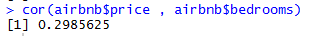 > cor(airbnb$price , airbnb$bedrooms)
[1] 0.2985625